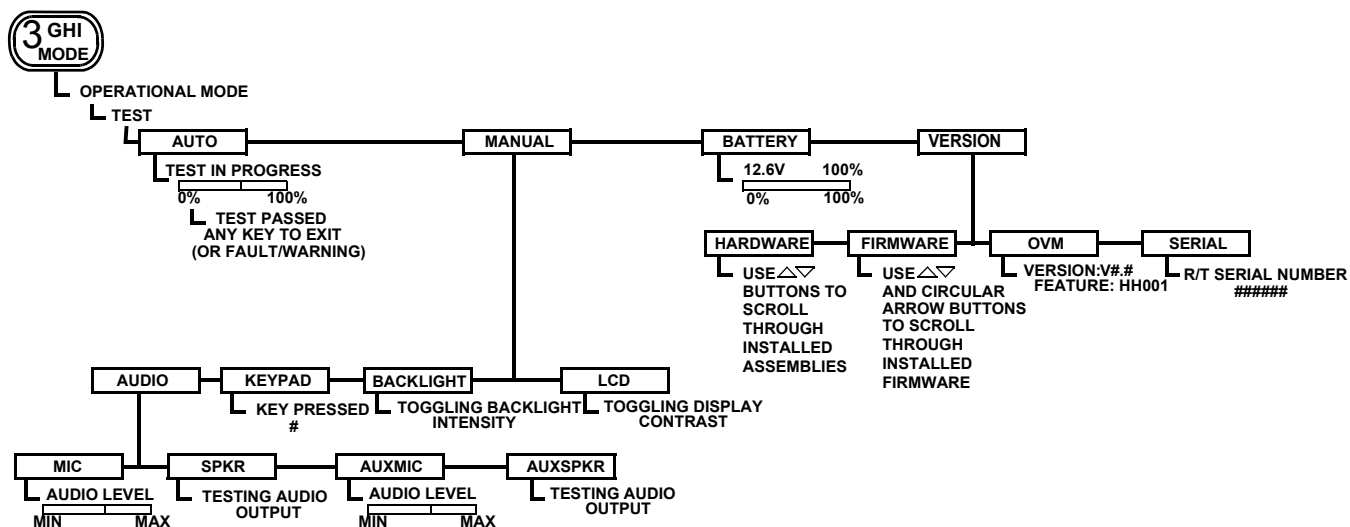 3 GHI
MODE
OPERATIONAL MODE
TEST
AUTO
MANUAL
BATTERY
VERSION
TEST IN PROGRESS
0% 100%
TEST PASSED
ANY KEY TO EXIT
(OR FAULT/WARNING)
12.6V 100%
0% 100%
HARDWARE
FIRMWARE
OVM
SERIAL
USE △▽
BUTTONS TO
SCROLL
THROUGH
INSTALLED
ASSEMBLIES
USE △▽
AND CIRCULAR
ARROW BUTTONS
TO SCROLL
THROUGH
INSTALLED
FIRMWARE
VERSION:V#.#
FEATURE: HH001
R/T SERIAL NUMBER
######
AUDIO
KEYPAD
BACKLIGHT
LCD
KEY PRESSED
#
TOGGLING BACKLIGHT
INTENSITY
TOGGLING DISPLAY
CONTRAST
MIC
SPKR
AUXMIC
AUXSPKR
AUDIO LEVEL
MIN MAX
TESTING AUDIO
OUTPUT
AUDIO LEVEL
MIN MAX
TESTING AUDIO
OUTPUT